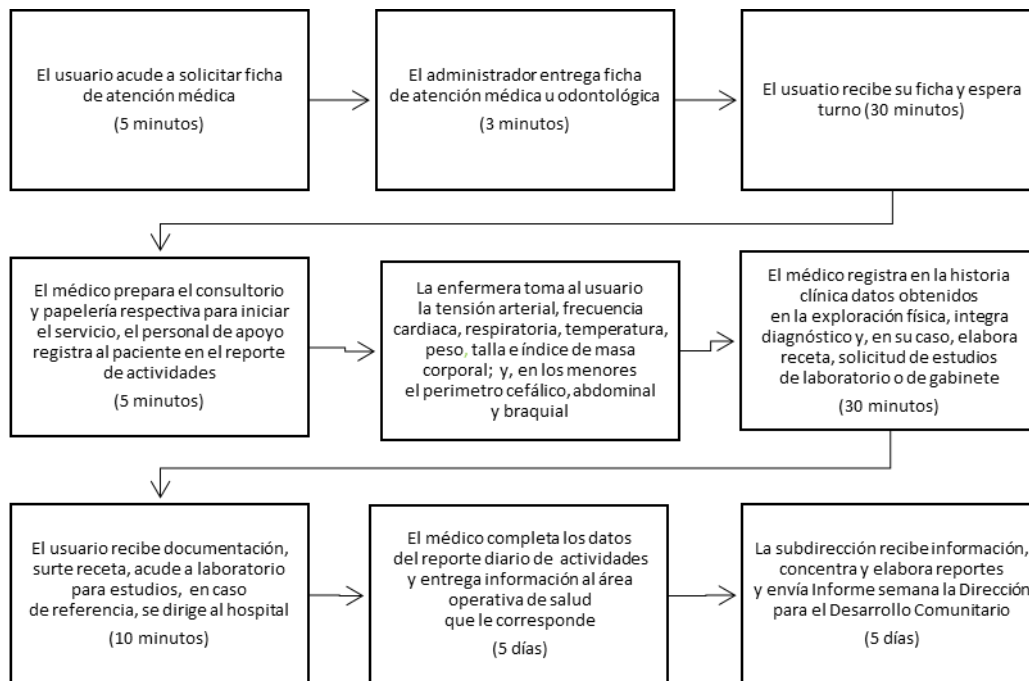 El usuario acude a solicitar ficha
de atención médica
(5 minutos)
El administrador entrega ficha
de atención médica u odontológica
(3 minutos)
El usuatio recibe su ficha y espera
turno (30 minutos)
El médico prepara el consultorio
y papelería respectiva para iniciar
el servicio, el personal de apoyo
registra al paciente en el reporte
de actividades
(5 minutos)
La enfermera toma al usuario
la tensión arterial, frecuencia
cardiaca, respiratoria, temperatura,
peso, talla e índice de masa
corporal; y, en los menores
el perimetro cefálico, abdominal
y braquial
El médico registra en la historia
clínica datos obtenidos
en la exploración física, integra
diagnóstico y, en su caso, elabora
receta, solicitud de estudios
de laboratorio o de gabinete
(30 minutos)
El usuario recibe documentación,
surte receta, acude a laboratorio
para estudios, en caso
de referencia, se dirige al hospital
(10 minutos)
El médico completa los datos
del reporte diario de actividades
y entrega información al área
operativa de salud
que le corresponde
(5 días)
La subdirección recibe información,
concentra y elabora reportes
y envía Informe semana la Dirección
para el Desarrollo Comunitario
(5 días)